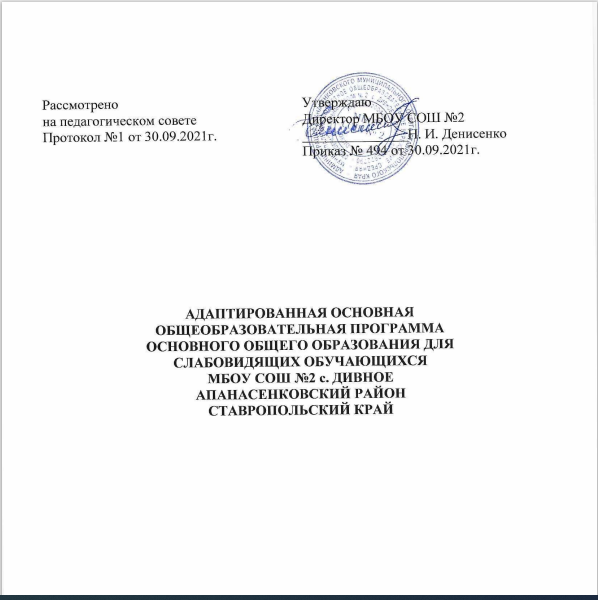 Рассмотрено
на педагогическом совете
Протокол №1 от 30.09.2021г.
Утверждаю
Директор МБОУ СОШ №2
Н. И. Денисенко
Приказ № 494 от 30.09.2021г.
АДАПТИРОВАННАЯ ОСНОВНАЯ
ОБЩЕОБРАЗОВАТЕЛЬНАЯ ПРОГРАММА
ОСНОВНОГО ОБЩЕГО ОБРАЗОВАНИЯ ДЛЯ
СЛАБОВИДЯЩИХ ОБУЧАЮЩИХСЯ
МБОУ СОШ №2 с. ДИВНОЕ
АПАНАСЕНКОВСКИЙ РАЙОН
СТАВРОПОЛЬСКИЙ КРАЙ